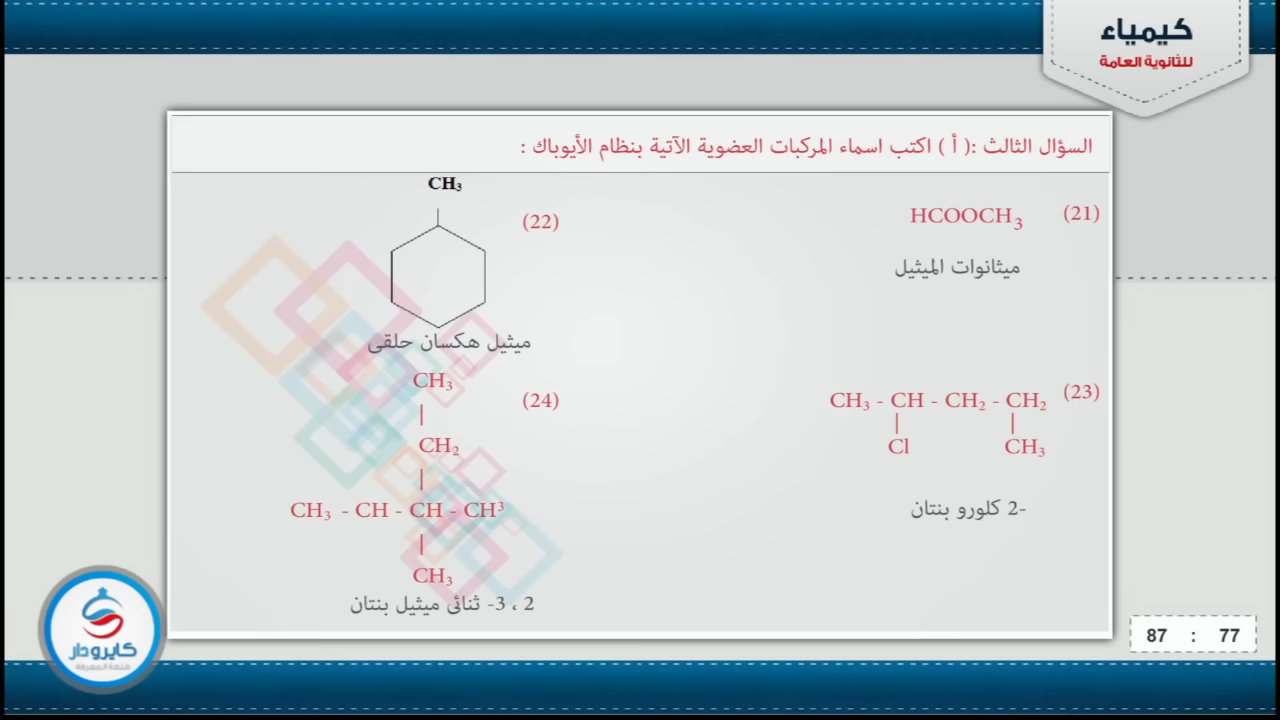 كيمياء
للثانوية العامة
السؤال الثالث :( أ ) اكتب اسماء المركبات العضوية الآتية بنظام الأيوباك :
(21) HCOOCH₃
ميثانوات الميثيل
(22)
CH₃
ميثيل هكسان حلقى
(23)
CH₃ - CH - CH₂ - CH₂
| |
Cl CH₃
-2 كلورو بنتان
(24)
CH₃
|
CH₂
|
CH₃ - CH - CH - CH³
|
CH₃
2 ، 3- ثنائى ميثيل بنتان
87 : 77
كايرودار
منصة المعرفة